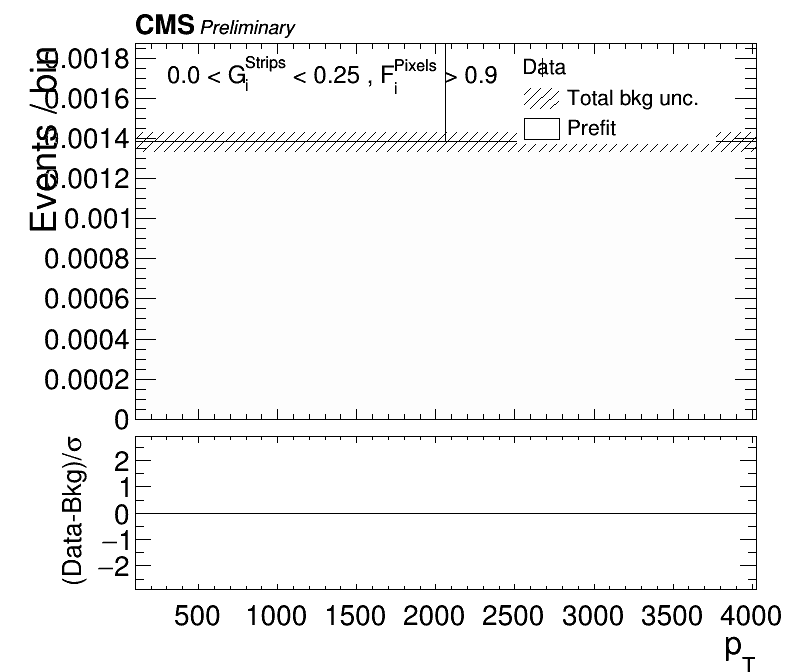 CMS Preliminary
0.0 < G_i^Strips < 0.25 , F_i^Pixels > 0.9
Data
Total bkg unc.
Prefit
Events / bin
0.0018
0.0016
0.0014
0.0012
0.001
0.0008
0.0006
0.0004
0.0002
0
(Data-Bkg)/σ
2
1
0
−1
−2
500 1000 1500 2000 2500 3000 3500 4000
p_T